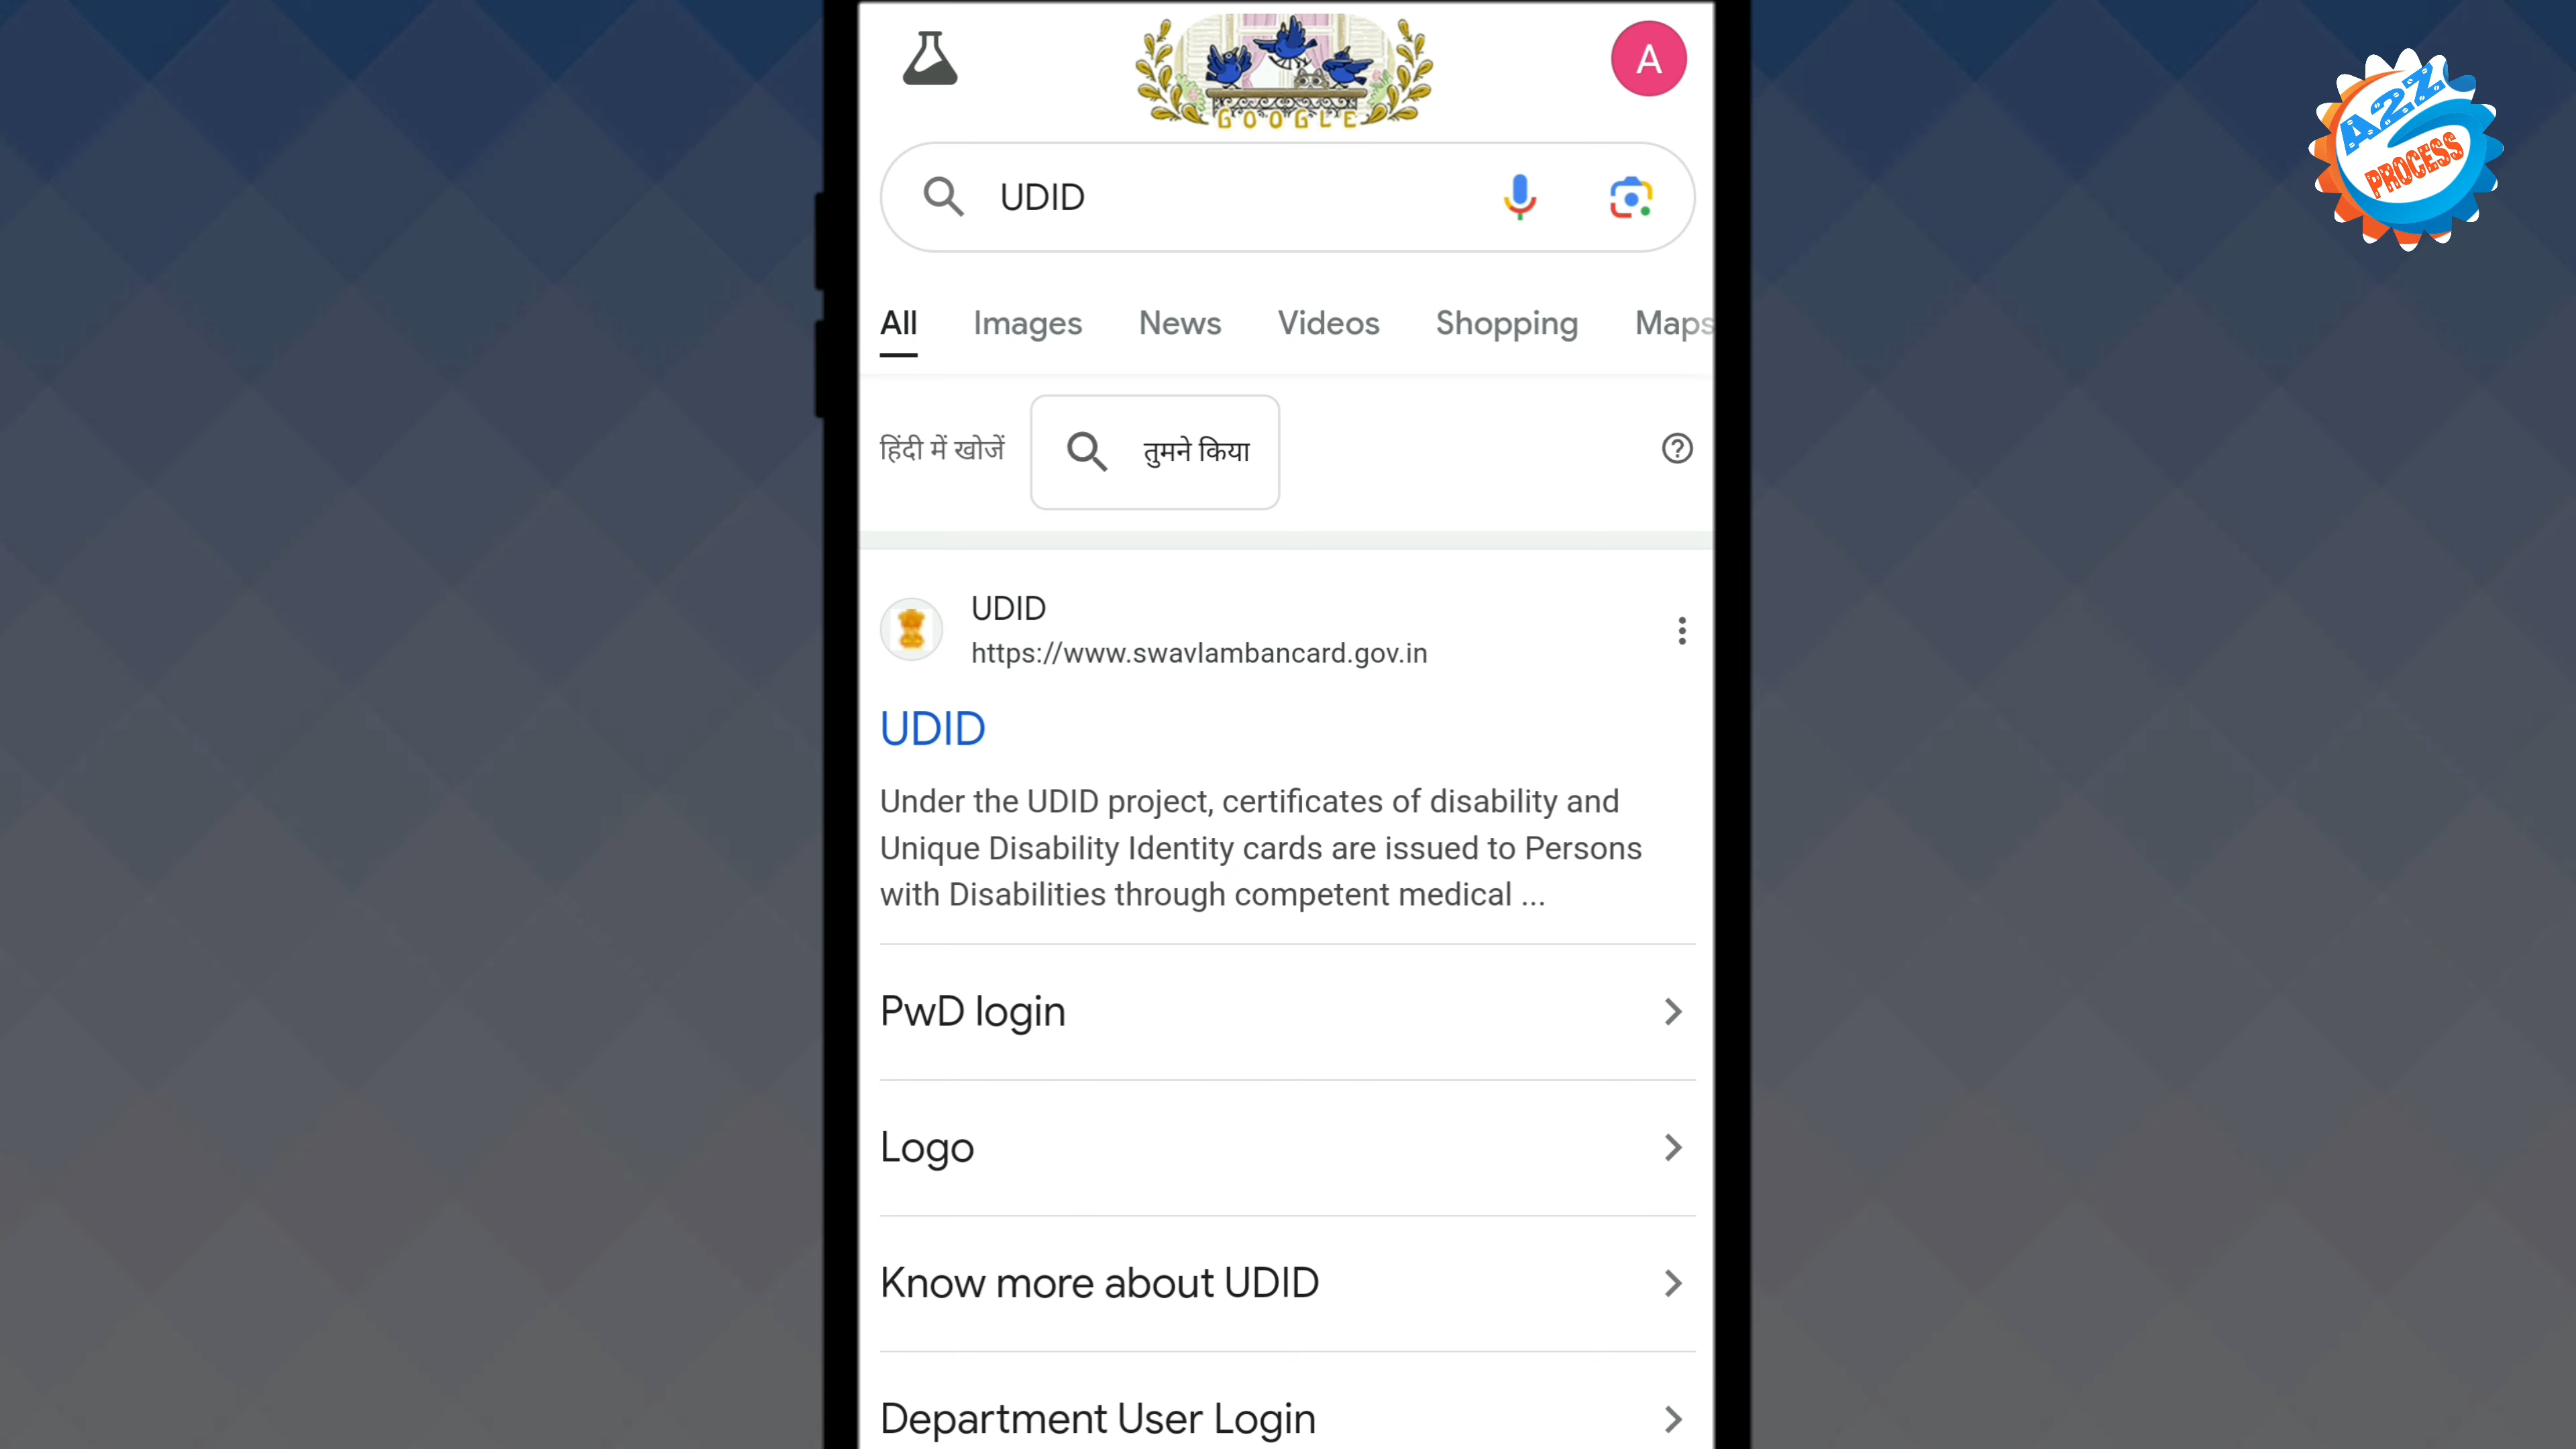 GOOGLE
A
A2Z
PROCESS
UDID
All Images News Videos Shopping Maps
हिंदी में खोजें तुमने किया
UDID
https://www.swavlambancard.gov.in
UDID
Under the UDID project, certificates of disability and
Unique Disability Identity cards are issued to Persons
with Disabilities through competent medical ...
PwD login
Logo
Know more about UDID
Department User Login